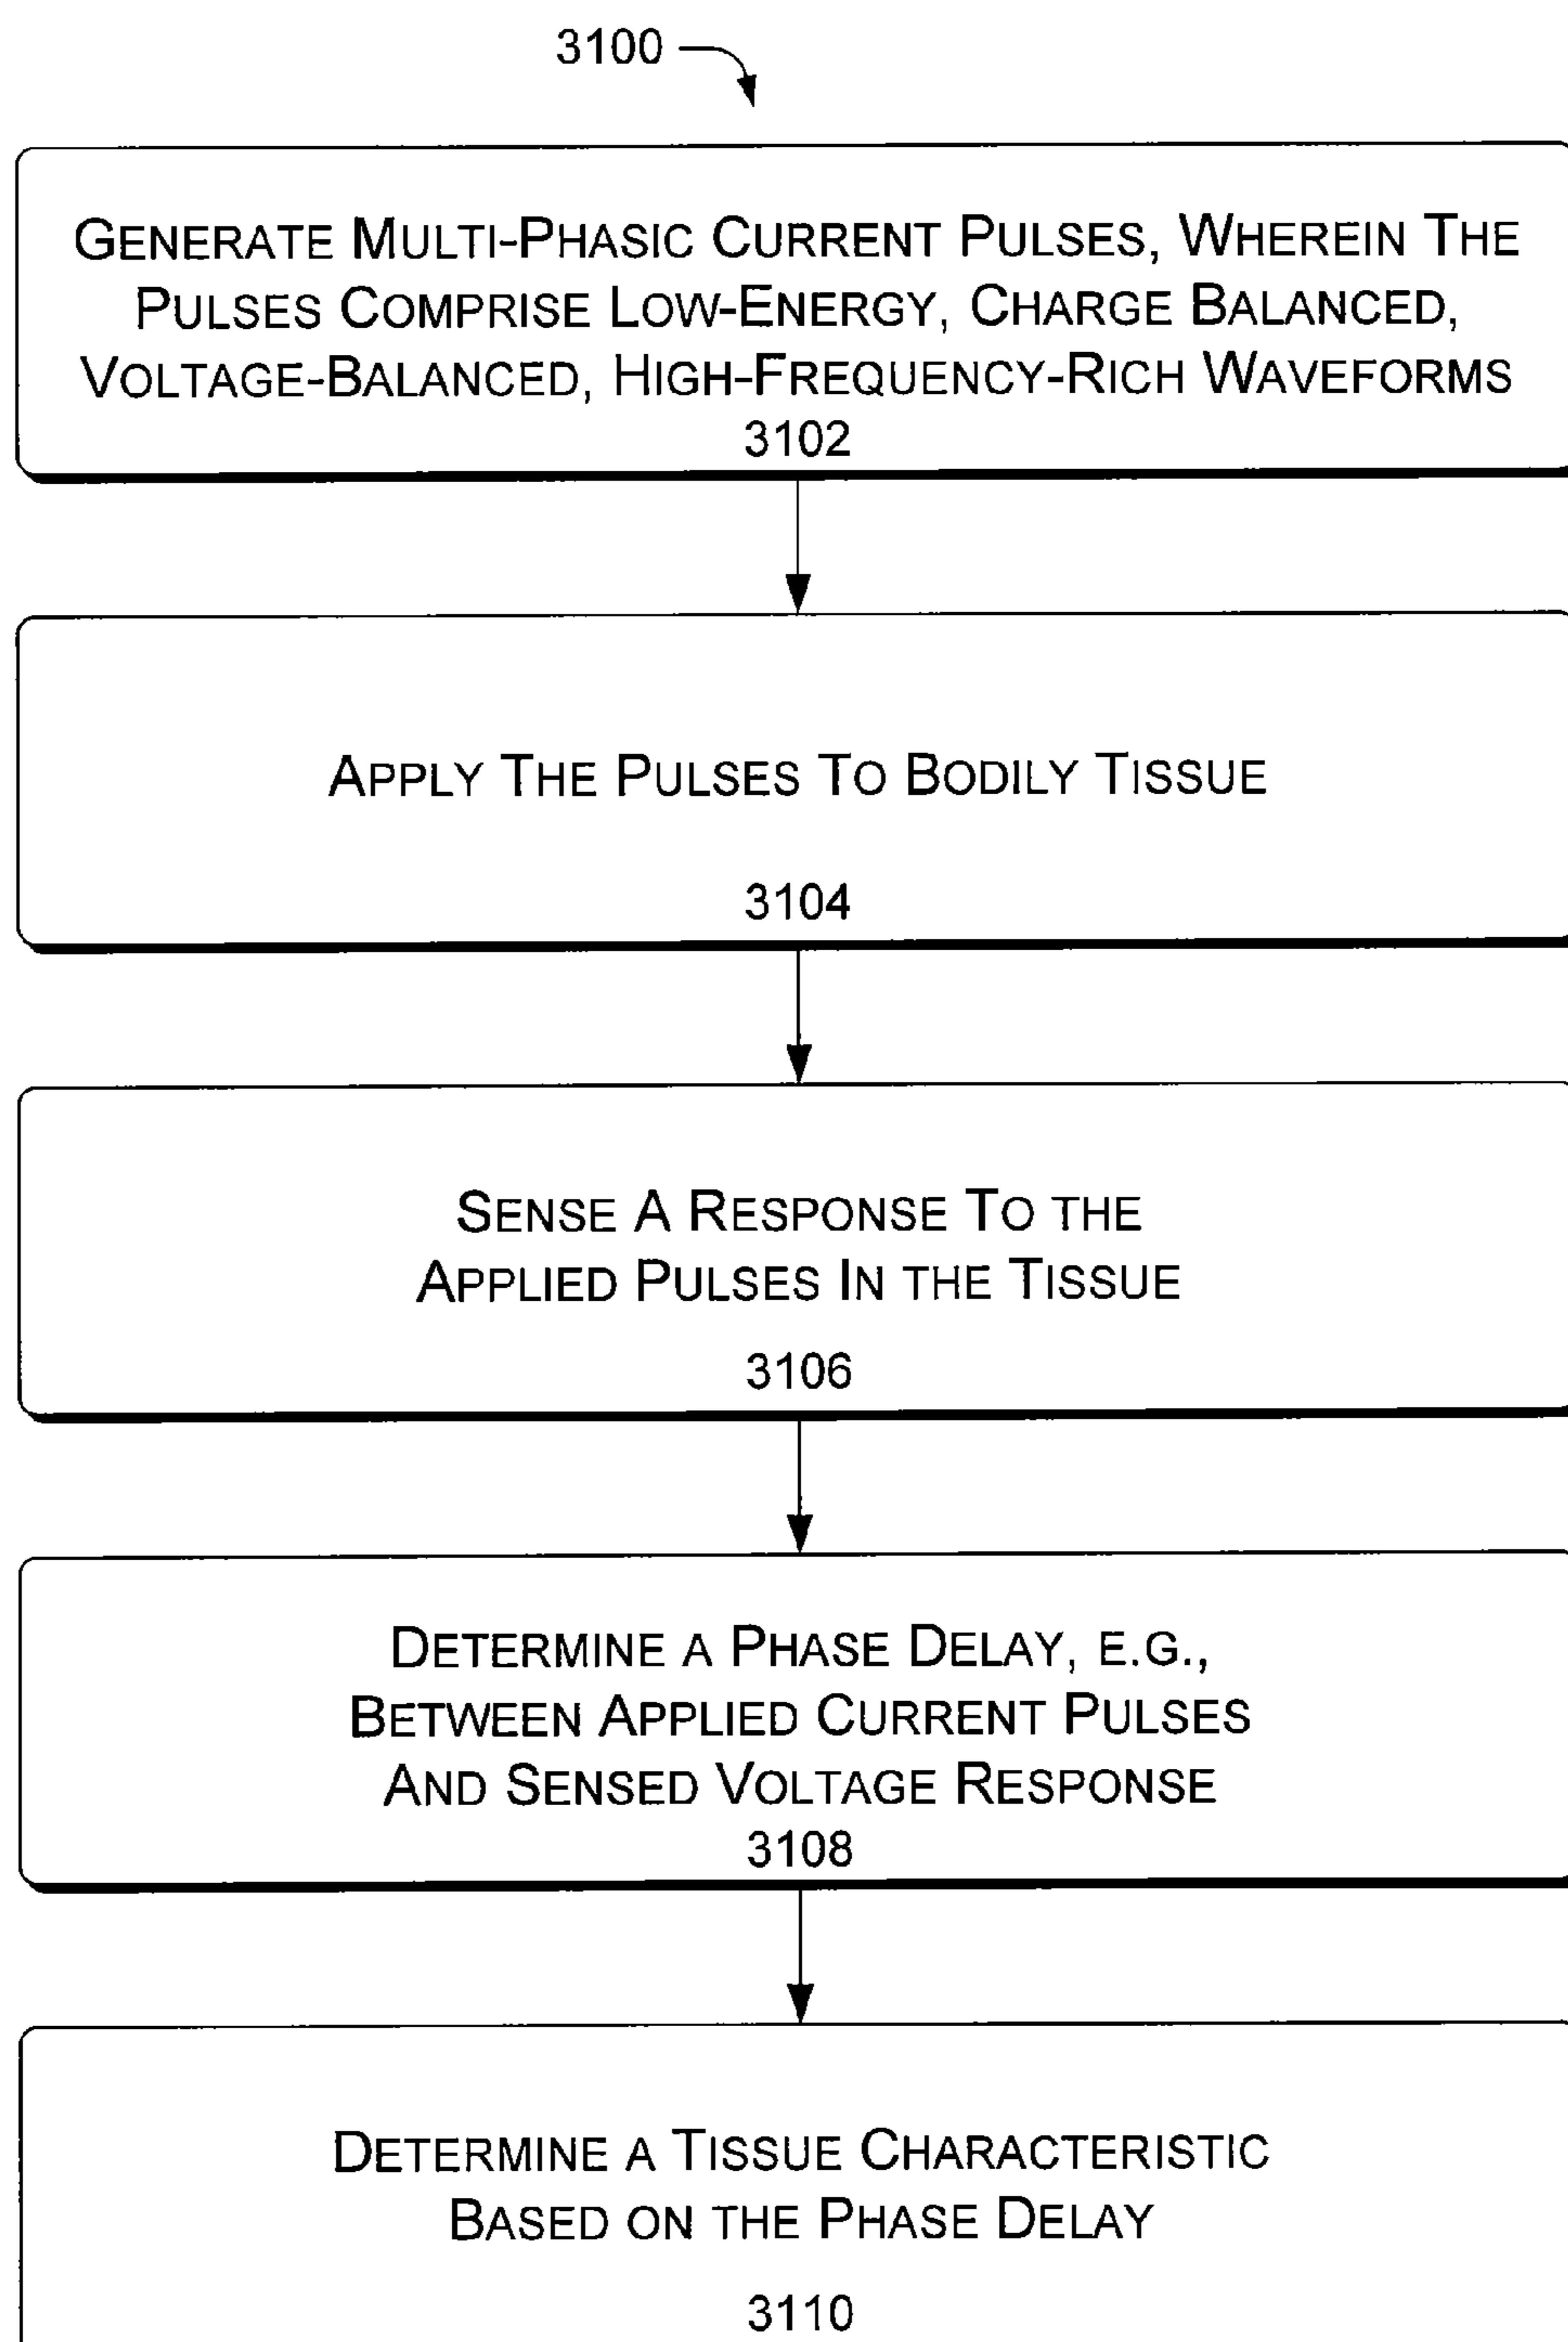 3100
GENERATE MULTI-PHASIC CURRENT PULSES, WHEREIN THE
PULSES COMPRISE LOW-ENERGY, CHARGE BALANCED,
VOLTAGE-BALANCED, HIGH-FREQUENCY-RICH WAVEFORMS
3102
APPLY THE PULSES TO BODILY TISSUE
3104
SENSE A RESPONSE TO THE
APPLIED PULSES IN THE TISSUE
3106
DETERMINE A PHASE DELAY, E.G.,
BETWEEN APPLIED CURRENT PULSES
AND SENSED VOLTAGE RESPONSE
3108
DETERMINE A TISSUE CHARACTERISTIC
BASED ON THE PHASE DELAY
3110